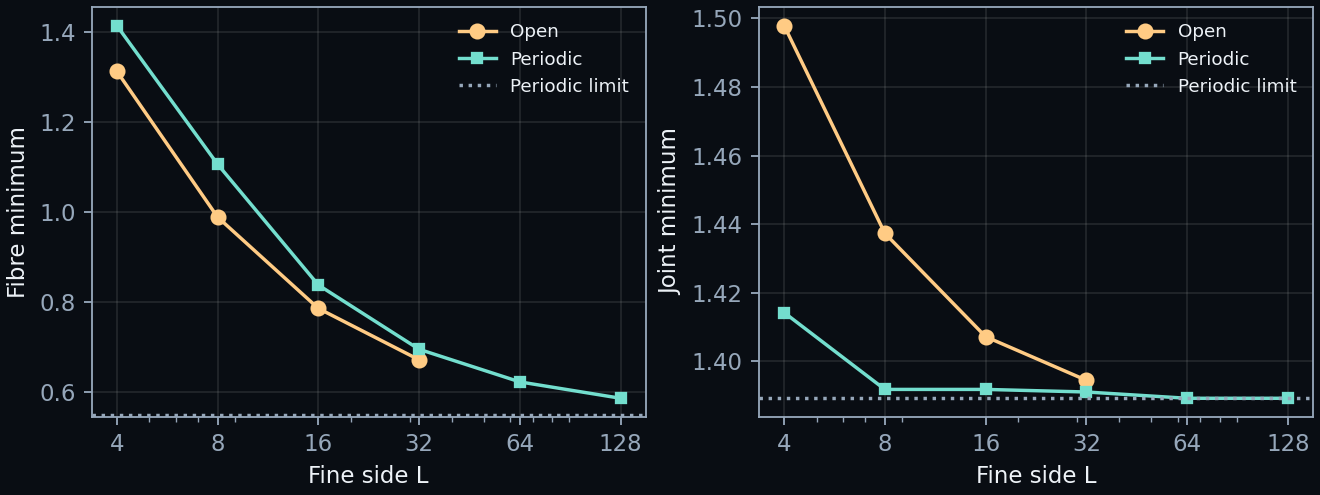 Fibre minimum
1.4
1.2
1.0
0.8
0.6
Open
Periodic
Periodic limit
4 8 16 32 64 128
Fine side L
Joint minimum
1.50
1.48
1.46
1.44
1.42
1.40
Open
Periodic
Periodic limit
4 8 16 32 64 128
Fine side L